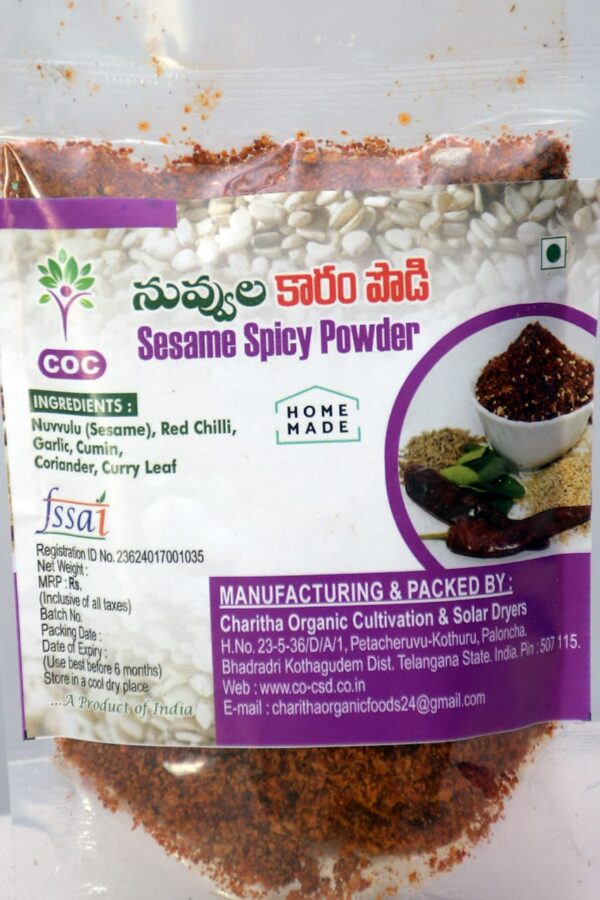 నువ్వుల కారం పొడి
Sesame Spicy Powder
COC
INGREDIENTS :
Nuvvulu (Sesame), Red Chilli,
Garlic, Cumin,
Coriander, Curry Leaf
HOME
MADE
fssai
Registration ID No. 23624017001035
Net Weight :
MRP : Rs.
(Inclusive of all taxes)
Batch No.
Packing Date :
Date of Expiry :
(Use best before 6 months)
Store in a cool dry place
...A Product of India
MANUFACTURING & PACKED BY :
Charitha Organic Cultivation & Solar Dryers
H.No. 23-5-36/D/A/1, Petacheruvu-Kothuru, Paloncha.
Bhadradri Kothagudem Dist. Telangana State. India. Pin : 507 115.
Web : www.co-csd.co.in
E-mail : charithaorganicfoods24@gmail.com